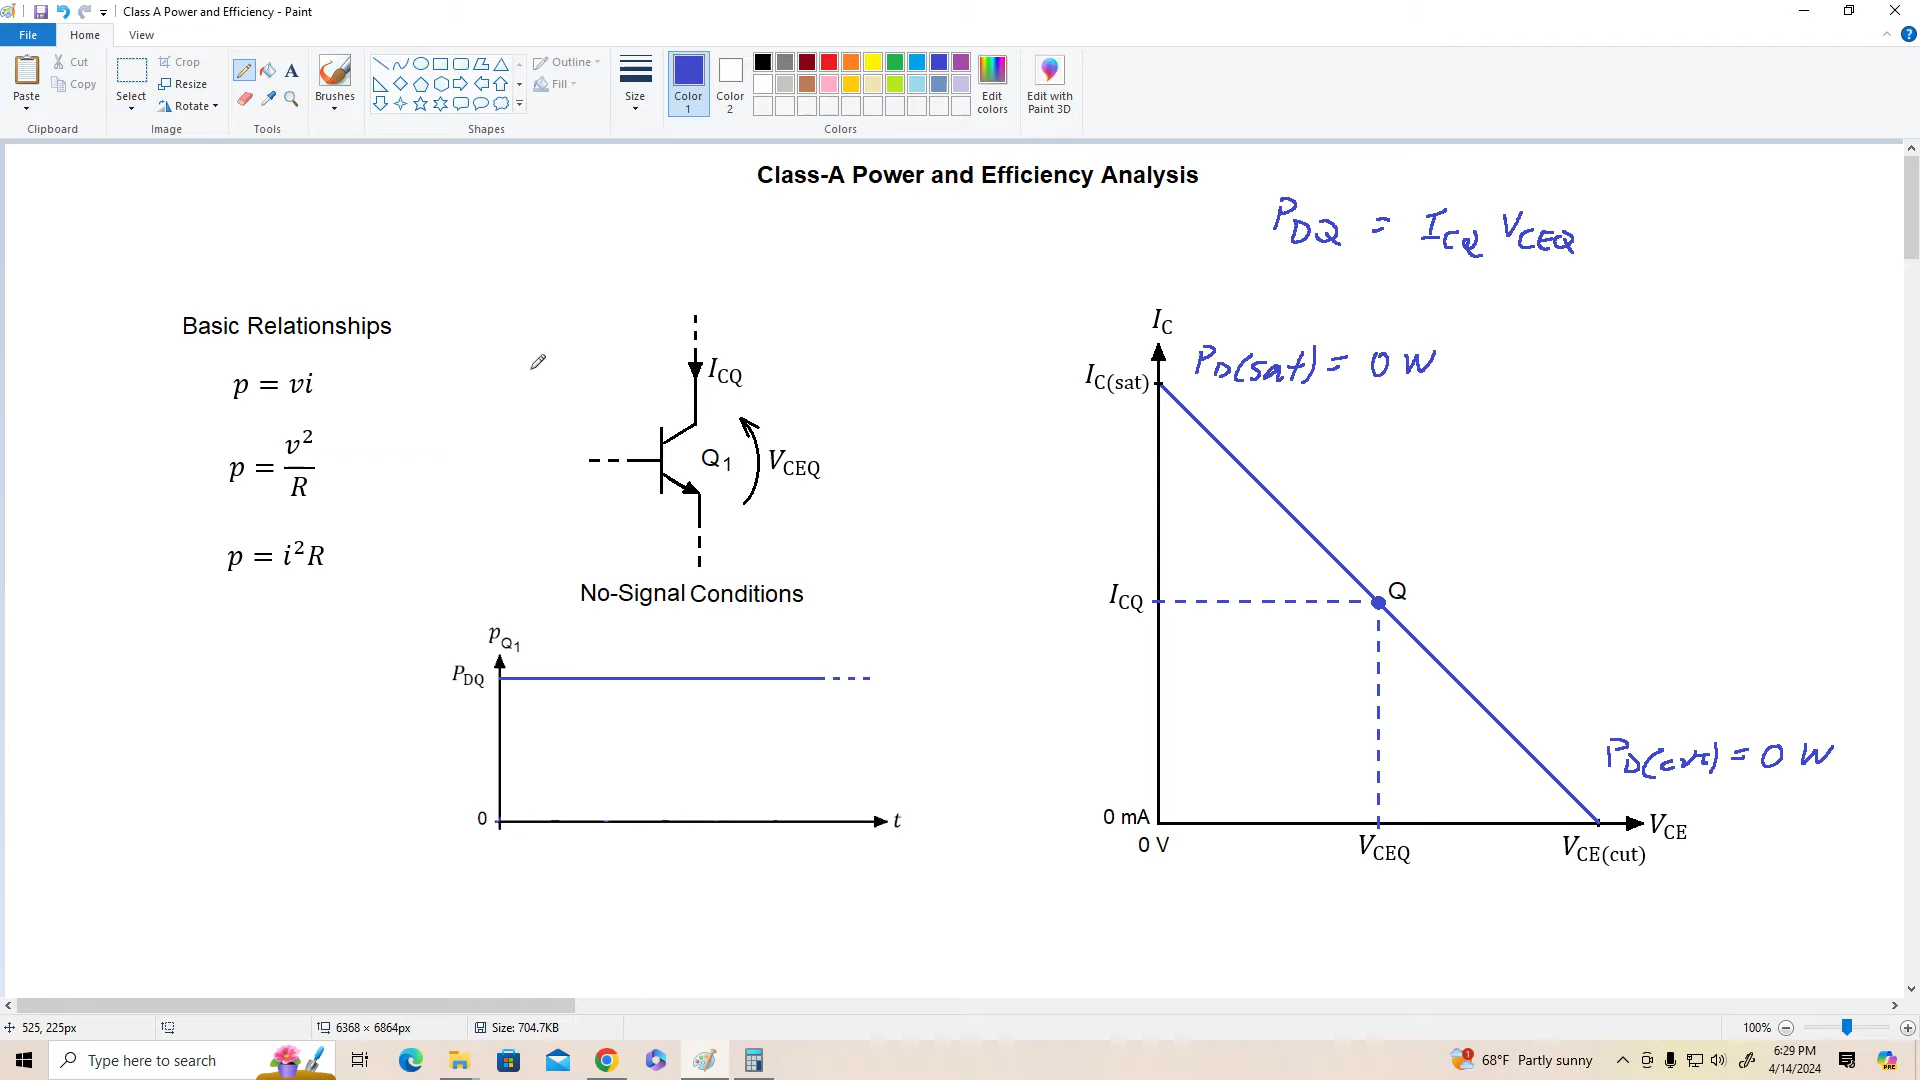 Class A Power and Efficiency - Paint
File
Home
View
Paste
Cut
Copy
Clipboard
Select
Crop
Resize
Rotate
Image
Tools
Brushes
Shapes
Outline
Fill
Size
Color 1
Color 2
Colors
Edit colors
Edit with Paint 3D
Class-A Power and Efficiency Analysis
P_DQ = I_CQ V_CEQ
Basic Relationships
p = vi
p = v²/R
p = i²R
I_CQ
Q₁
V_CEQ
No-Signal Conditions
p_Q₁
P_DQ
0
t
I_C
I_C(sat)
P_D(sat) = 0 W
I_CQ
Q
P_D(cut) = 0 W
0 mA
0 V
V_CEQ
V_CE(cut)
V_CE
525, 225px
6368 × 6864px
Size: 704.7KB
100%
Type here to search
1
68°F Partly sunny
6:29 PM
4/14/2024
PRE